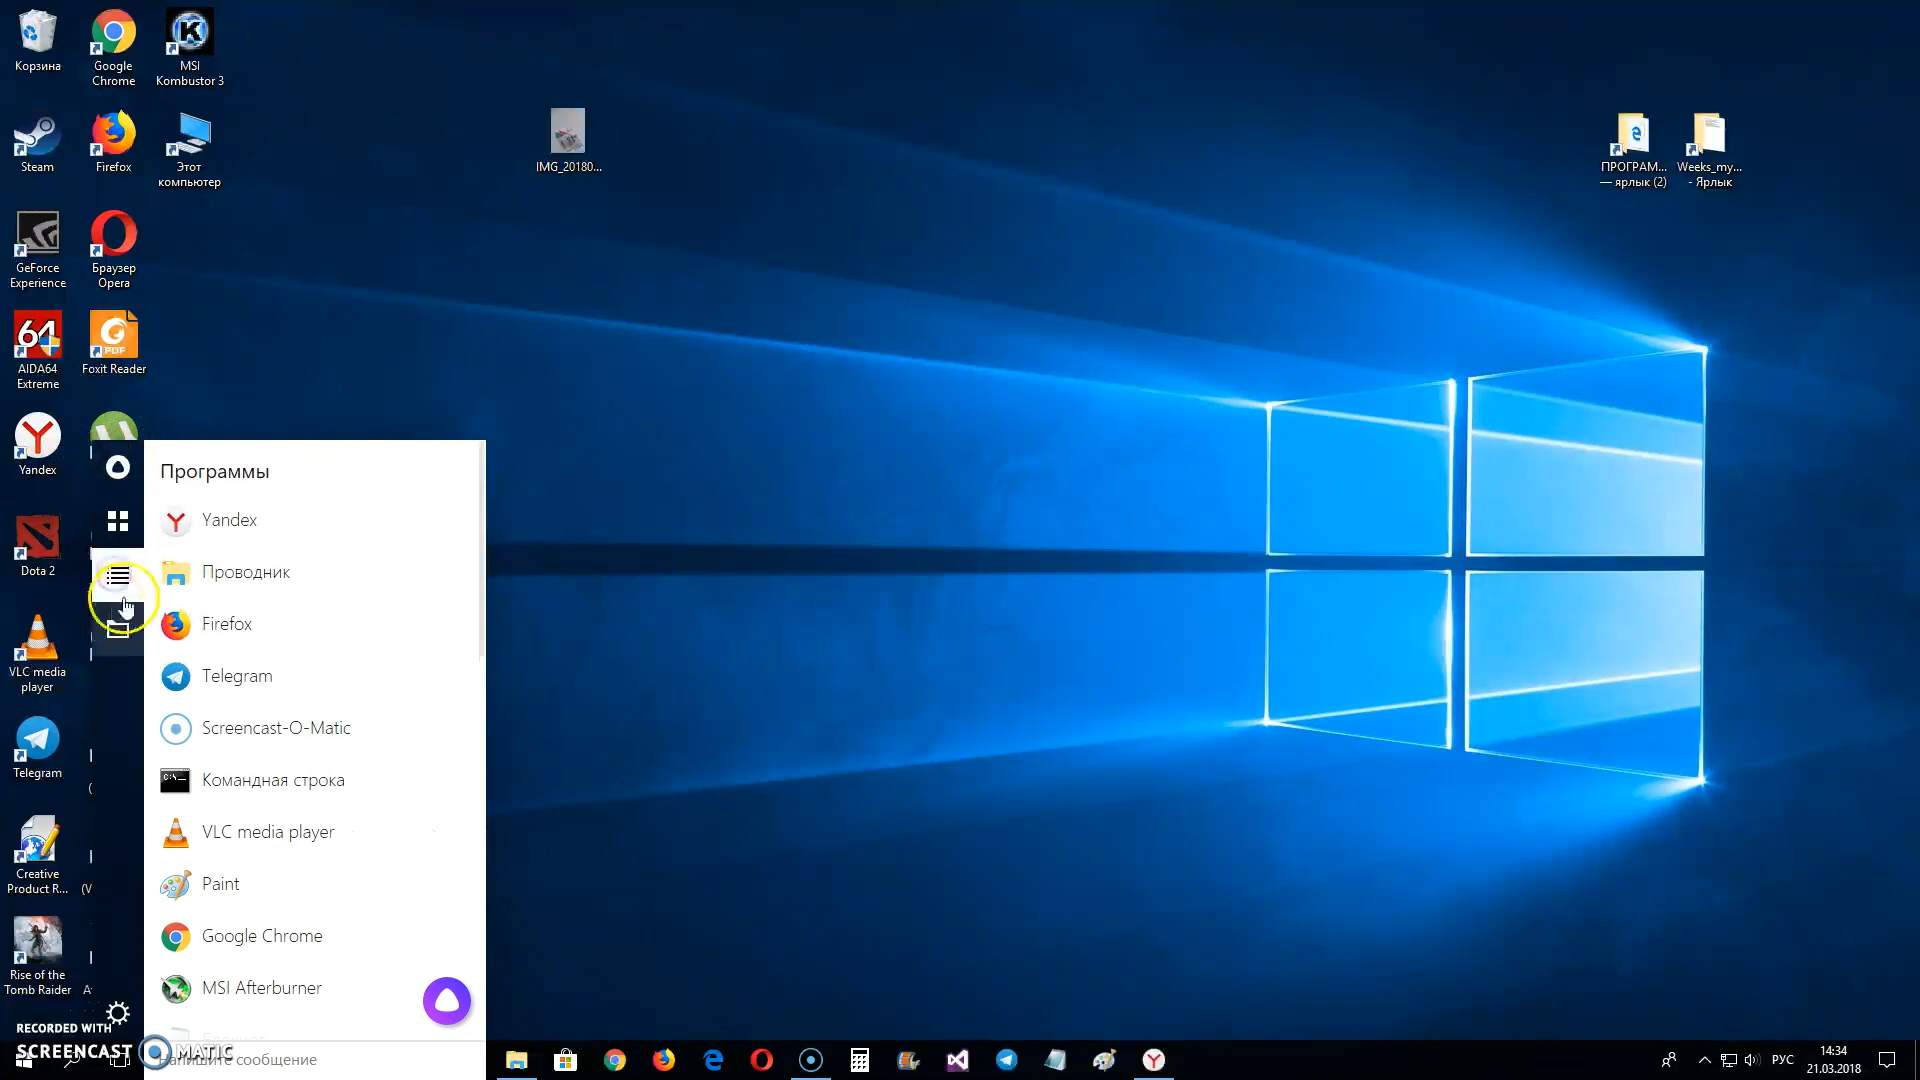 Корзина
Google
Chrome
MSI
Kombustor 3
Steam
Firefox
Этот
компьютер
IMG_20180...
ПРОГРАМ...
— ярлык (2)
Weeks_my...
- Ярлык
GeForce
Experience
Браузер
Opera
64
AIDA64
Extreme
PDF
Foxit Reader
Yandex
Dota 2
VLC media
player
Telegram
Creative
Product R...
(V
Rise of the
Tomb Raider
Программы
Yandex
Проводник
Firefox
Telegram
Screencast-O-Matic
Командная строка
VLC media player
Paint
Google Chrome
MSI Afterburner
Напишите сообщение
RECORDED WITH
SCREENCAST MATIC
РУС
14:34
21.03.2018